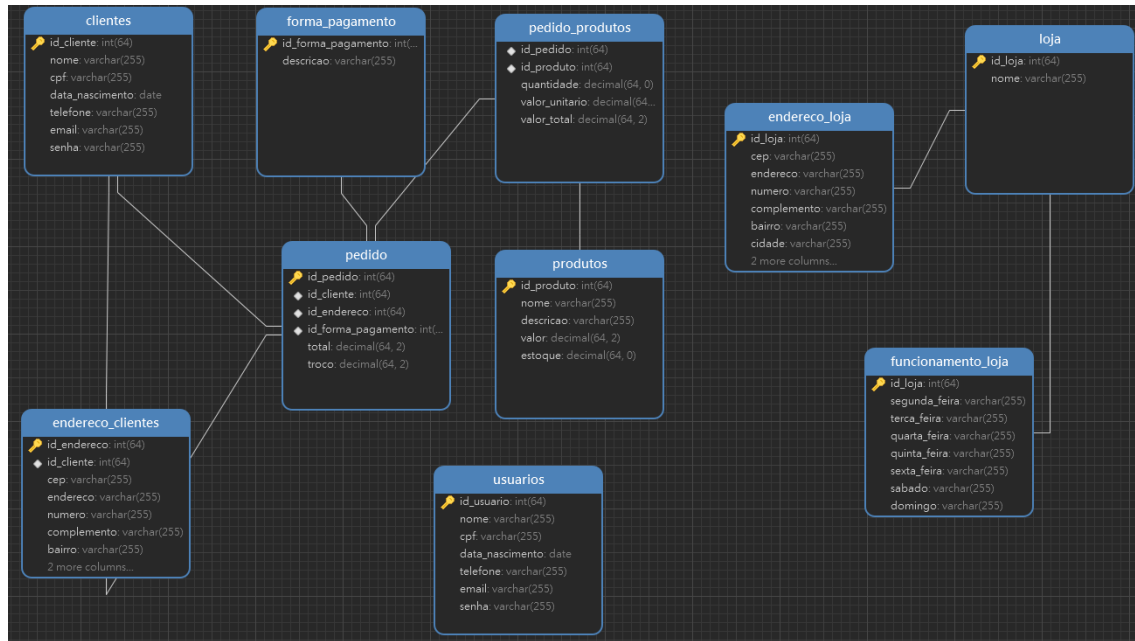 clientes
id_cliente: int(64)
nome: varchar(255)
cpf: varchar(255)
data_nascimento: date
telefone: varchar(255)
email: varchar(255)
senha: varchar(255)
forma_pagamento
id_forma_pagamento: int(...
descricao: varchar(255)
pedido_produtos
id_pedido: int(64)
id_produto: int(64)
quantidade: decimal(64, 0)
valor_unitario: decimal(64...
valor_total: decimal(64, 2)
loja
id_loja: int(64)
nome: varchar(255)
endereco_loja
id_loja: int(64)
cep: varchar(255)
endereco: varchar(255)
numero: varchar(255)
complemento: varchar(255)
bairro: varchar(255)
cidade: varchar(255)
2 more columns...
pedido
id_pedido: int(64)
id_cliente: int(64)
id_endereco: int(64)
id_forma_pagamento: int(...
total: decimal(64, 2)
troco: decimal(64, 2)
produtos
id_produto: int(64)
nome: varchar(255)
descricao: varchar(255)
valor: decimal(64, 2)
estoque: decimal(64, 0)
funcionamento_loja
id_loja: int(64)
segunda_feira: varchar(255)
terca_feira: varchar(255)
quarta_feira: varchar(255)
quinta_feira: varchar(255)
sexta_feira: varchar(255)
sabado: varchar(255)
domingo: varchar(255)
endereco_clientes
id_endereco: int(64)
id_cliente: int(64)
cep: varchar(255)
endereco: varchar(255)
numero: varchar(255)
complemento: varchar(255)
bairro: varchar(255)
2 more columns...
usuarios
id_usuario: int(64)
nome: varchar(255)
cpf: varchar(255)
data_nascimento: date
telefone: varchar(255)
email: varchar(255)
senha: varchar(255)